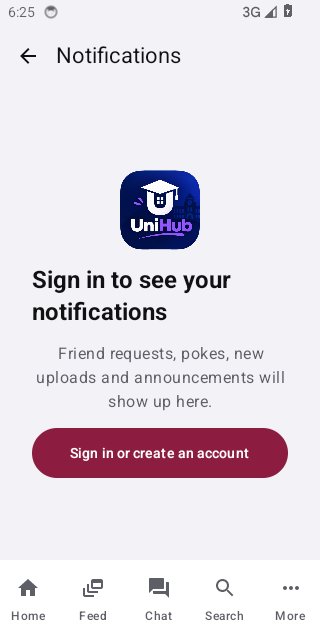 6:25
3G
Notifications
UniHub
Sign in to see your
notifications
Friend requests, pokes, new
uploads and announcements will
show up here.
Sign in or create an account
Home
Feed
Chat
Search
More